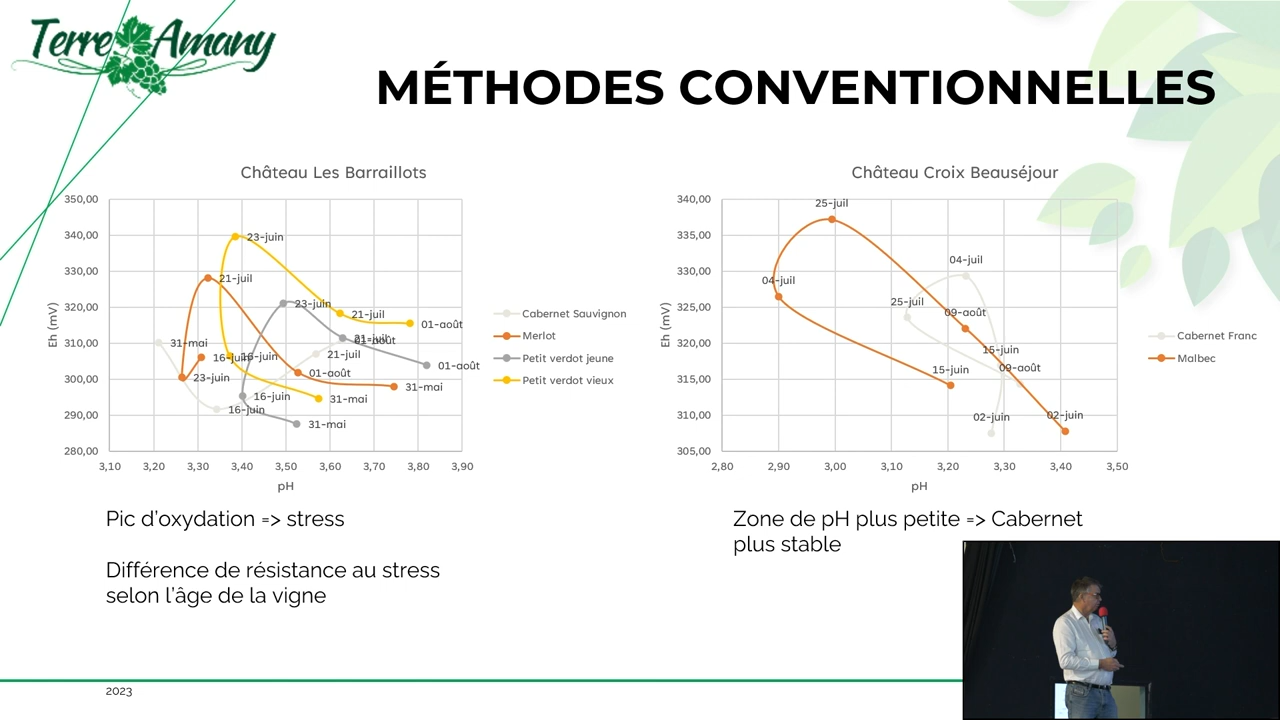 Terre Amany
MÉTHODES CONVENTIONNELLES
Château Les Barraillots
350,00
340,00
330,00
320,00
310,00
300,00
290,00
280,00
Eh (mV)
3,10
3,20
3,30
3,40
3,50
3,60
3,70
3,80
3,90
pH
23-juin
21-juil
23-juin
21-juil
01-août
31-mai
21-juil
01-août
21-juil
01-août
16-juin
16-juin
23-juin
01-août
31-mai
16-juin
31-mai
16-juin
31-mai
Cabernet Sauvignon
Merlot
Petit verdot jeune
Petit verdot vieux
Château Croix Beauséjour
340,00
335,00
330,00
325,00
320,00
315,00
310,00
305,00
Eh (mV)
2,80
2,90
3,00
3,10
3,20
3,30
3,40
3,50
pH
25-juil
04-juil
04-juil
25-juil
09-août
15-juin
15-juin
09-août
02-juin
02-juin
Cabernet Franc
Malbec
Pic d'oxydation => stress
Différence de résistance au stress
selon l'âge de la vigne
Zone de pH plus petite => Cabernet
plus stable
2023